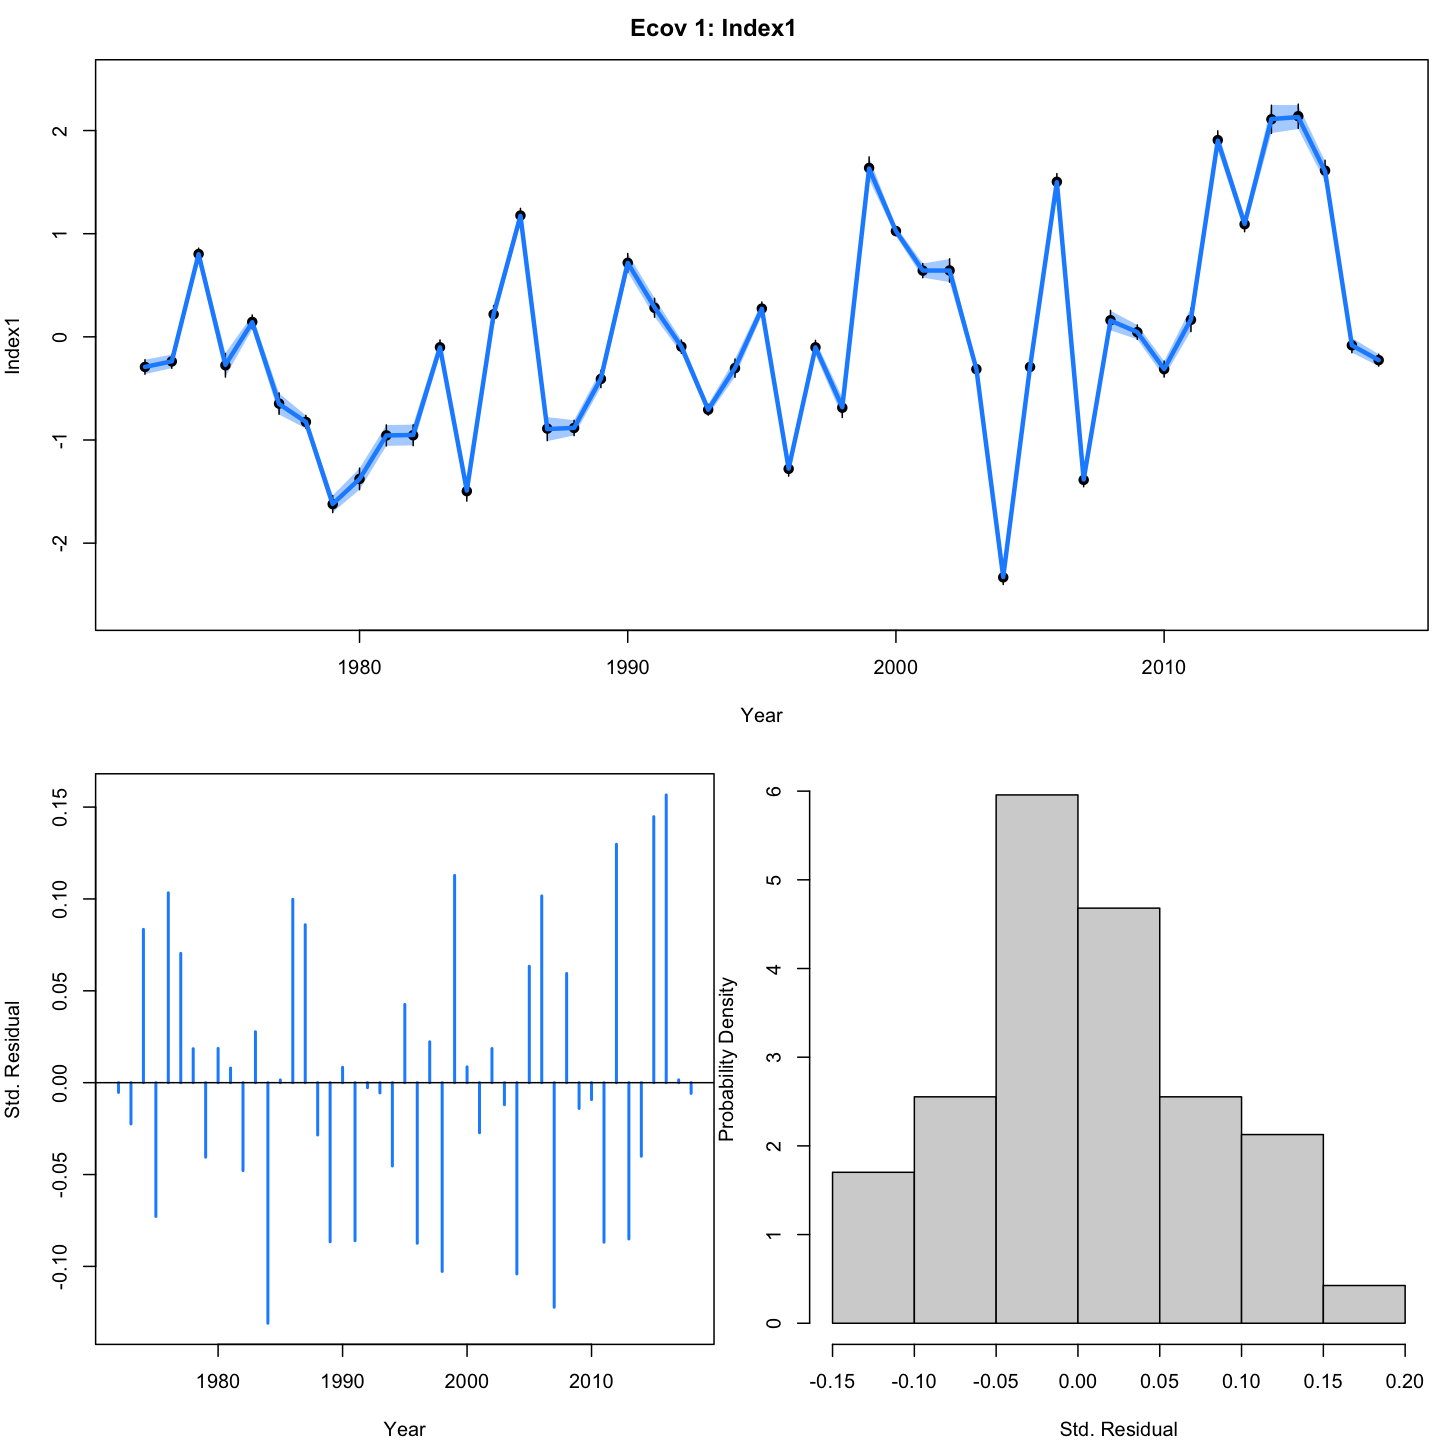 Ecov 1: Index1
Index1
2
1
0
-1
-2
1980 1990 2000 2010
Year
Std. Residual
0.15
0.10
0.05
0.00
-0.05
-0.10
1980 1990 2000 2010
Year
Probability Density
6
5
4
3
2
1
0
-0.15 -0.10 -0.05 0.00 0.05 0.10 0.15 0.20
Std. Residual